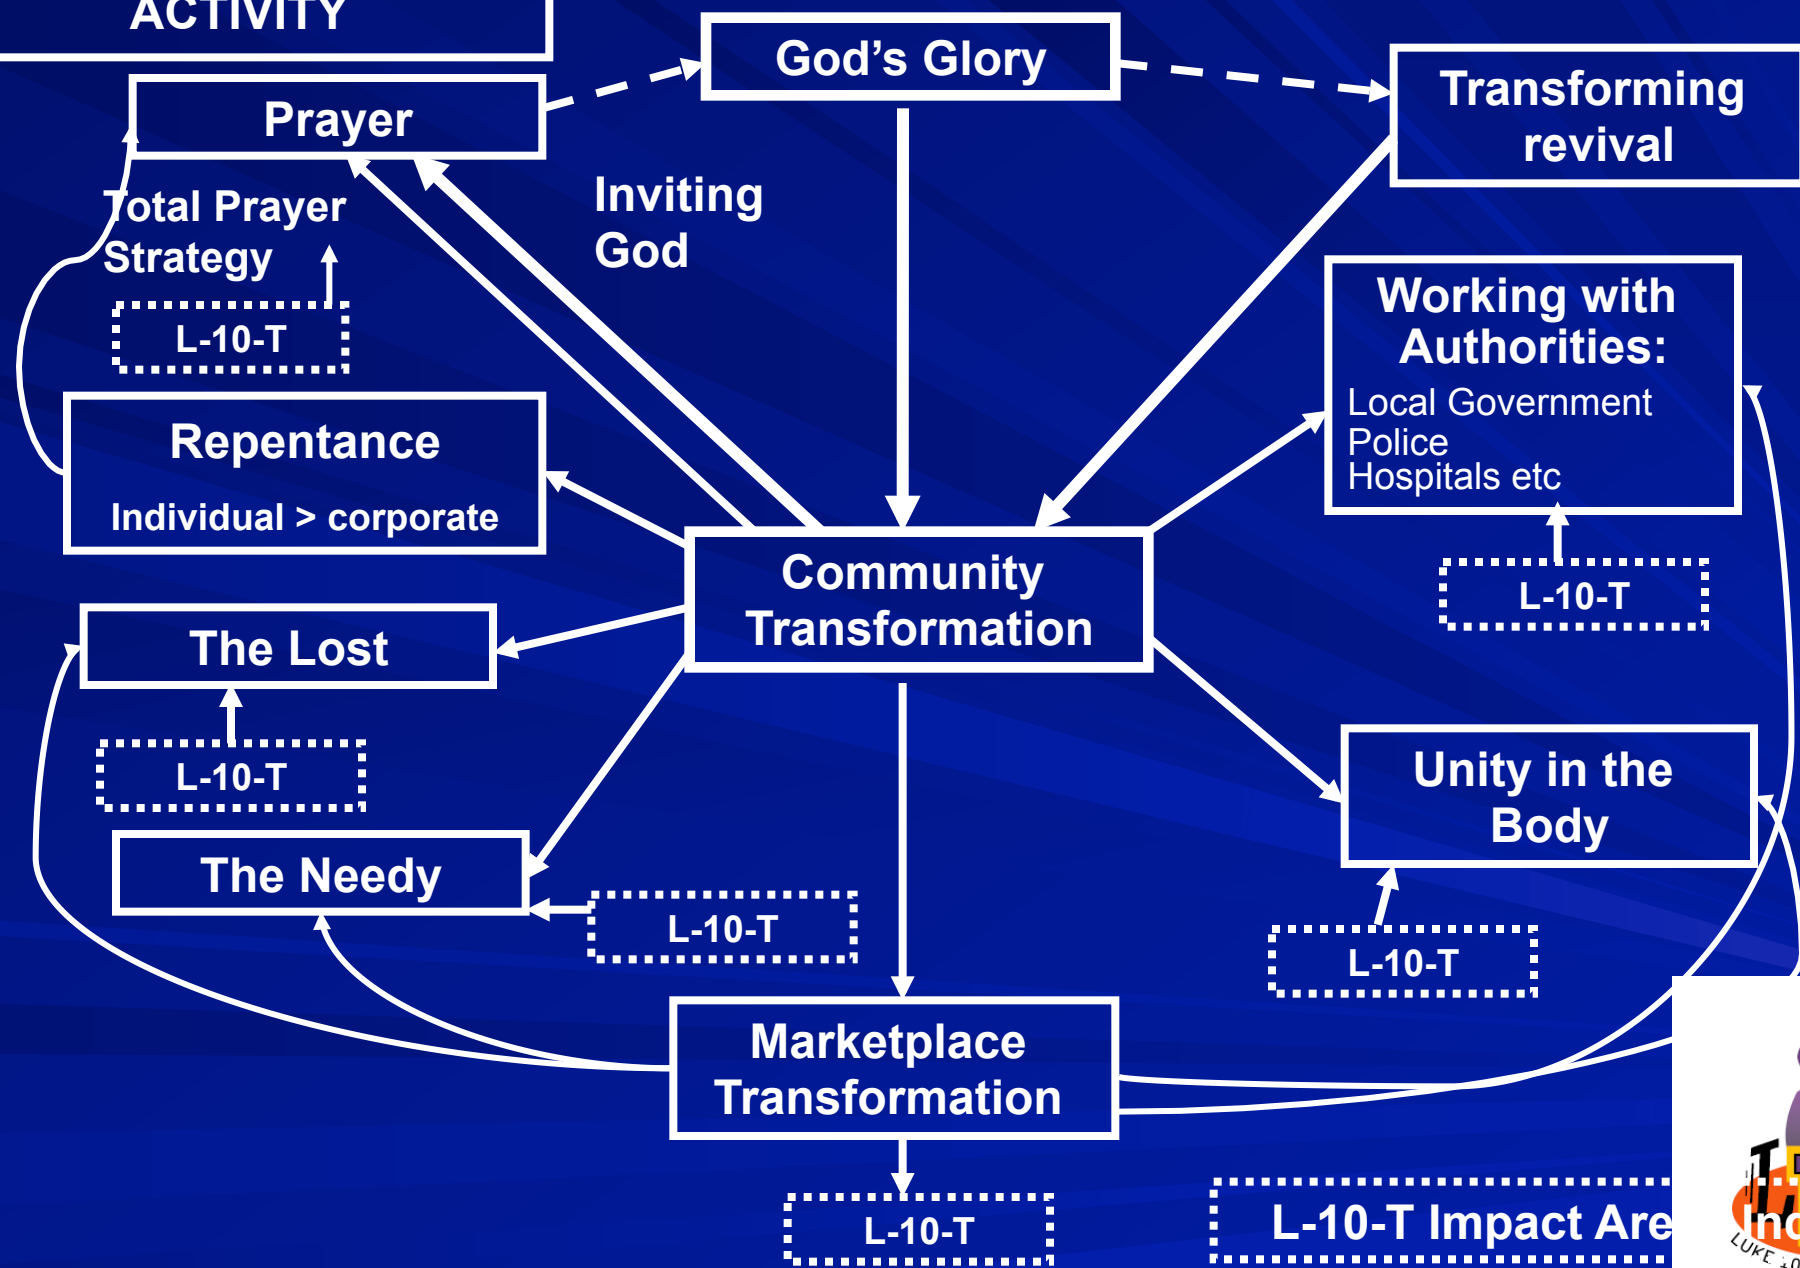 ACTIVITY
God's Glory
Prayer
Transforming
revival
Inviting
God
Total Prayer
Strategy
L-10-T
Working with
Authorities:
Local Government
Police
Hospitals etc
L-10-T
Repentance
Individual > corporate
Community
Transformation
The Lost
L-10-T
Unity in the
Body
L-10-T
The Needy
L-10-T
Marketplace
Transformation
L-10-T
L-10-T Impact Are
LUKE 10